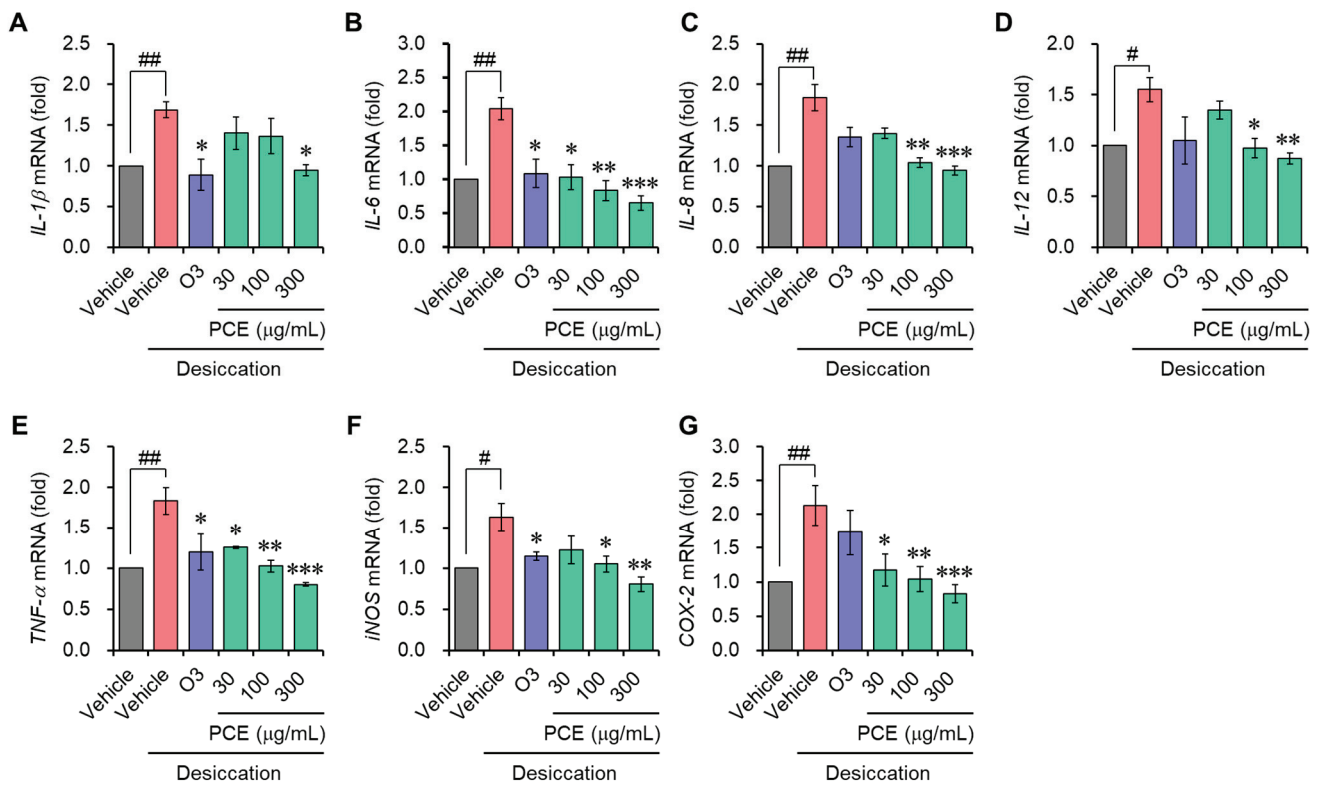 A
IL-1β mRNA (fold)
2.5
2.0
1.5
1.0
0.5
0.0
##
*
*
Vehicle
Vehicle
O3
30
100
300
PCE (μg/mL)
Desiccation
B
IL-6 mRNA (fold)
3.0
2.5
2.0
1.5
1.0
0.5
0.0
##
*
*
**
***
Vehicle
Vehicle
O3
30
100
300
PCE (μg/mL)
Desiccation
C
IL-8 mRNA (fold)
2.5
2.0
1.5
1.0
0.5
0.0
##
**
***
Vehicle
Vehicle
O3
30
100
300
PCE (μg/mL)
Desiccation
D
IL-12 mRNA (fold)
2.0
1.5
1.0
0.5
0.0
#
*
**
Vehicle
Vehicle
O3
30
100
300
PCE (μg/mL)
Desiccation
E
TNF-α mRNA (fold)
2.5
2.0
1.5
1.0
0.5
0.0
##
*
*
**
***
Vehicle
Vehicle
O3
30
100
300
PCE (μg/mL)
Desiccation
F
iNOS mRNA (fold)
2.5
2.0
1.5
1.0
0.5
0.0
#
*
*
**
Vehicle
Vehicle
O3
30
100
300
PCE (μg/mL)
Desiccation
G
COX-2 mRNA (fold)
3.0
2.5
2.0
1.5
1.0
0.5
0.0
##
*
**
***
Vehicle
Vehicle
O3
30
100
300
PCE (μg/mL)
Desiccation